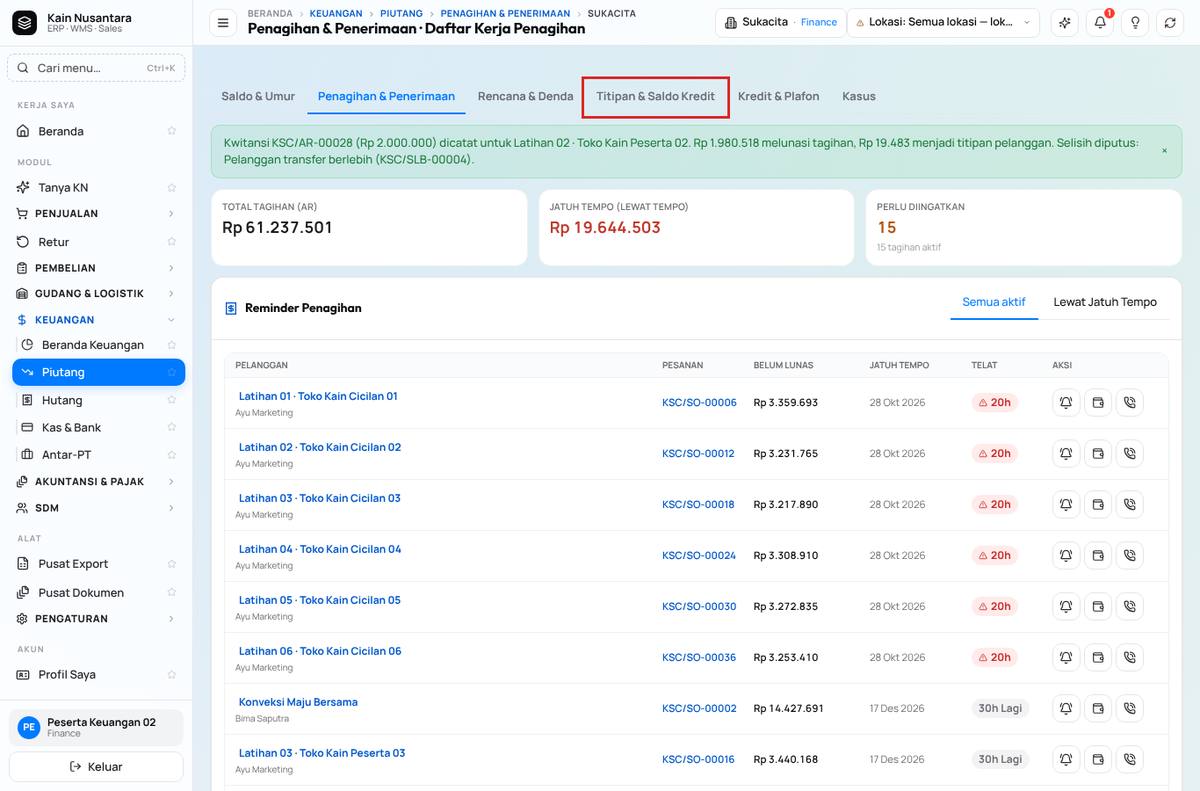 Kain Nusantara
ERP · WMS · Sales
Cari menu... Ctrl+K
KERJA SAYA
Beranda
MODUL
Tanya KN
PENJUALAN
Retur
PEMBELIAN
GUDANG & LOGISTIK
KEUANGAN
Beranda Keuangan
Piutang
Hutang
Kas & Bank
Antar-PT
AKUNTANSI & PAJAK
SDM
ALAT
Pusat Export
Pusat Dokumen
PENGATURAN
AKUN
Profil Saya
PE Peserta Keuangan 02
Finance
Keluar
BERANDA › KEUANGAN › PIUTANG › PENAGIHAN & PENERIMAAN › SUKACITA
Penagihan & Penerimaan · Daftar Kerja Penagihan
Sukacita · Finance
Lokasi: Semua lokasi — lok...
1
Saldo & Umur Penagihan & Penerimaan Rencana & Denda Titipan & Saldo Kredit Kredit & Plafon Kasus
Kwitansi KSC/AR-00028 (Rp 2.000.000) dicatat untuk Latihan 02 · Toko Kain Peserta 02. Rp 1.980.518 melunasi tagihan, Rp 19.483 menjadi titipan pelanggan. Selisih diputus:
Pelanggan transfer berlebih (KSC/SLB-00004).
×
TOTAL TAGIHAN (AR)
Rp 61.237.501
JATUH TEMPO (LEWAT TEMPO)
Rp 19.644.503
PERLU DIINGATKAN
15
15 tagihan aktif
Reminder Penagihan
Semua aktif Lewat Jatuh Tempo
PELANGGAN PESANAN BELUM LUNAS JATUH TEMPO TELAT AKSI
Latihan 01 · Toko Kain Cicilan 01
Ayu Marketing
KSC/SO-00006 Rp 3.359.693 28 Okt 2026 20h
Latihan 02 · Toko Kain Cicilan 02
Ayu Marketing
KSC/SO-00012 Rp 3.231.765 28 Okt 2026 20h
Latihan 03 · Toko Kain Cicilan 03
Ayu Marketing
KSC/SO-00018 Rp 3.217.890 28 Okt 2026 20h
Latihan 04 · Toko Kain Cicilan 04
Ayu Marketing
KSC/SO-00024 Rp 3.308.910 28 Okt 2026 20h
Latihan 05 · Toko Kain Cicilan 05
Ayu Marketing
KSC/SO-00030 Rp 3.272.835 28 Okt 2026 20h
Latihan 06 · Toko Kain Cicilan 06
Ayu Marketing
KSC/SO-00036 Rp 3.253.410 28 Okt 2026 20h
Konveksi Maju Bersama
Bima Saputra
KSC/SO-00002 Rp 14.427.691 17 Des 2026 30h Lagi
Latihan 03 · Toko Kain Peserta 03
Ayu Marketing
KSC/SO-00016 Rp 3.440.168 17 Des 2026 30h Lagi